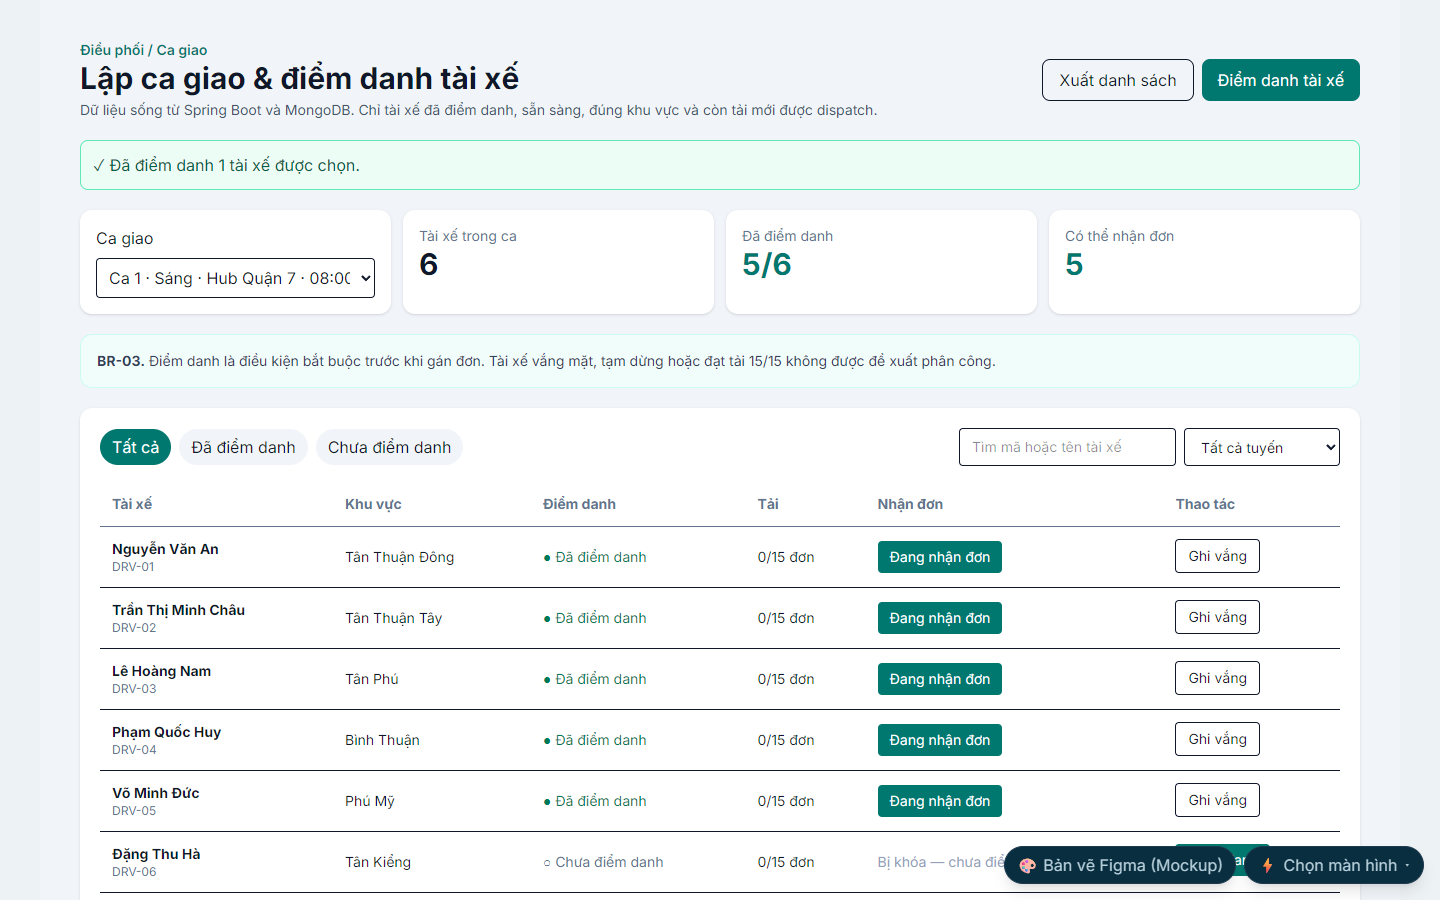 Điều phối / Ca giao
Lập ca giao & điểm danh tài xế
Dữ liệu sống từ Spring Boot và MongoDB. Chỉ tài xế đã điểm danh, sẵn sàng, đúng khu vực và còn tải mới được dispatch.
Xuất danh sách
Điểm danh tài xế
✓ Đã điểm danh 1 tài xế được chọn.
Ca giao
Ca 1 · Sáng · Hub Quận 7 · 08:00
Tài xế trong ca
6
Đã điểm danh
5/6
Có thể nhận đơn
5
BR-03. Điểm danh là điều kiện bắt buộc trước khi gán đơn. Tài xế vắng mặt, tạm dừng hoặc đạt tải 15/15 không được đề xuất phân công.
Tất cả
Đã điểm danh
Chưa điểm danh
Tìm mã hoặc tên tài xế
Tất cả tuyến
Tài xế Khu vực Điểm danh Tải Nhận đơn Thao tác
Nguyễn Văn An
DRV-01
Tân Thuận Đông
● Đã điểm danh
0/15 đơn
Đang nhận đơn
Ghi vắng
Trần Thị Minh Châu
DRV-02
Tân Thuận Tây
● Đã điểm danh
0/15 đơn
Đang nhận đơn
Ghi vắng
Lê Hoàng Nam
DRV-03
Tân Phú
● Đã điểm danh
0/15 đơn
Đang nhận đơn
Ghi vắng
Phạm Quốc Huy
DRV-04
Bình Thuận
● Đã điểm danh
0/15 đơn
Đang nhận đơn
Ghi vắng
Võ Minh Đức
DRV-05
Phú Mỹ
● Đã điểm danh
0/15 đơn
Đang nhận đơn
Ghi vắng
Đặng Thu Hà
DRV-06
Tân Kiểng
○ Chưa điểm danh
0/15 đơn
Bị khóa — chưa
🎨 Bản vẽ Figma (Mockup)
⚡ Chọn màn hình ·